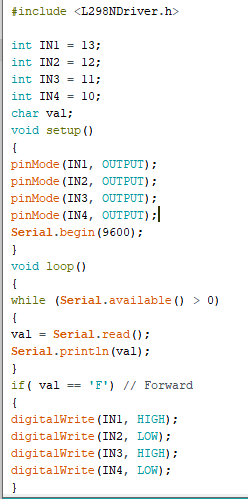 #include <L298NDriver.h>
int IN1 = 13;
int IN2 = 12;
int IN3 = 11;
int IN4 = 10;
char val;
void setup()
{
pinMode(IN1, OUTPUT);
pinMode(IN2, OUTPUT);
pinMode(IN3, OUTPUT);
pinMode(IN4, OUTPUT);
Serial.begin(9600);
}
void loop()
{
while (Serial.available() > 0)
{
val = Serial.read();
Serial.println(val);
}
if( val == 'F') // Forward
{
digitalWrite(IN1, HIGH);
digitalWrite(IN2, LOW);
digitalWrite(IN3, HIGH);
digitalWrite(IN4, LOW);
}